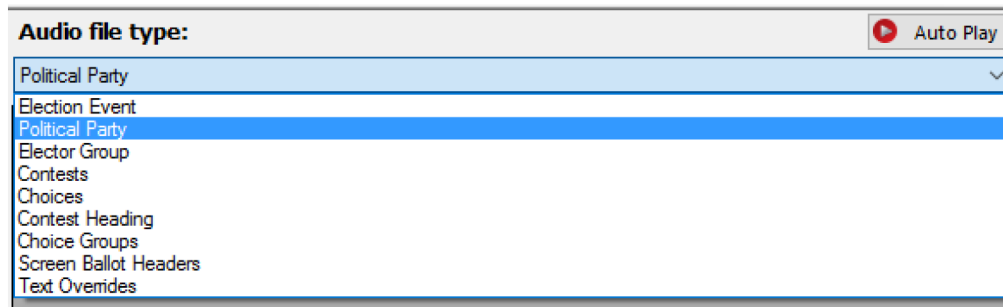 Audio file type:
Auto Play
Political Party
Election Event
Political Party
Elector Group
Contests
Choices
Contest Heading
Choice Groups
Screen Ballot Headers
Text Overrides